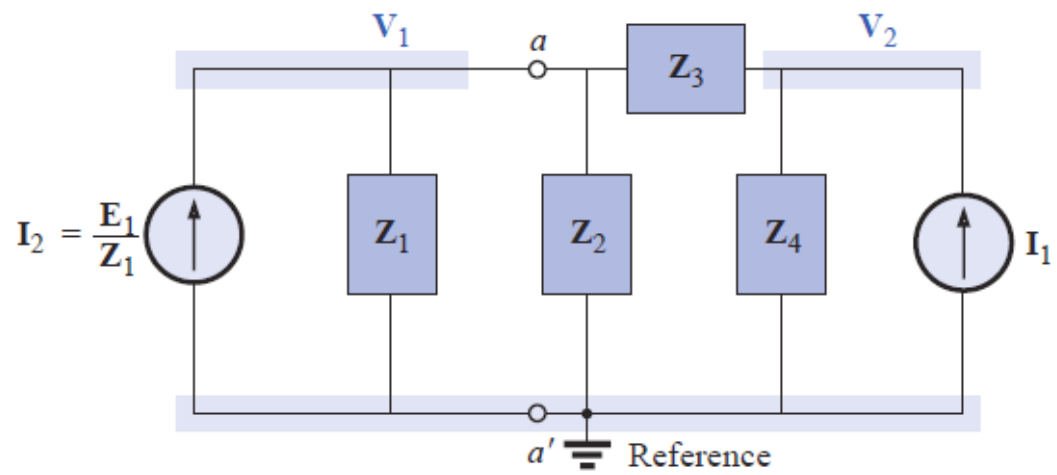 V₁ a V₂
Z₃
I₂ = E₁/Z₁
Z₁ Z₂ Z₄
I₁
a′ Reference